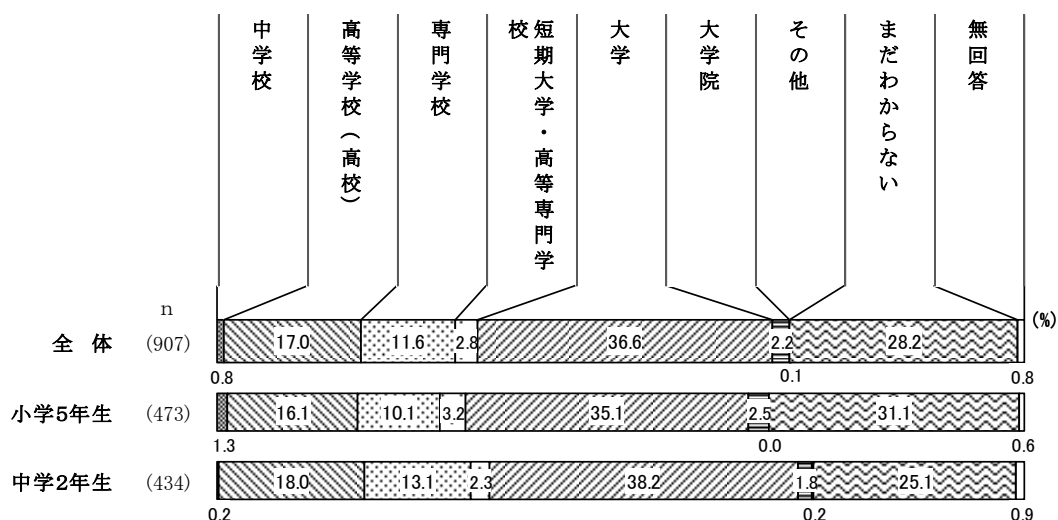 中学校
高等学校（高校）
専門学校
短期大学・高等専門学
校
大学
大学院
その他
まだわからない
無回答
n
(%)
全 体 (907) 17.0 11.6 2.8 36.6 2.2 28.2
0.8 0.1 0.8
小学5年生 (473) 16.1 10.1 3.2 35.1 2.5 31.1
1.3 0.0 0.6
中学2年生 (434) 18.0 13.1 2.3 38.2 1.8 25.1
0.2 0.2 0.9